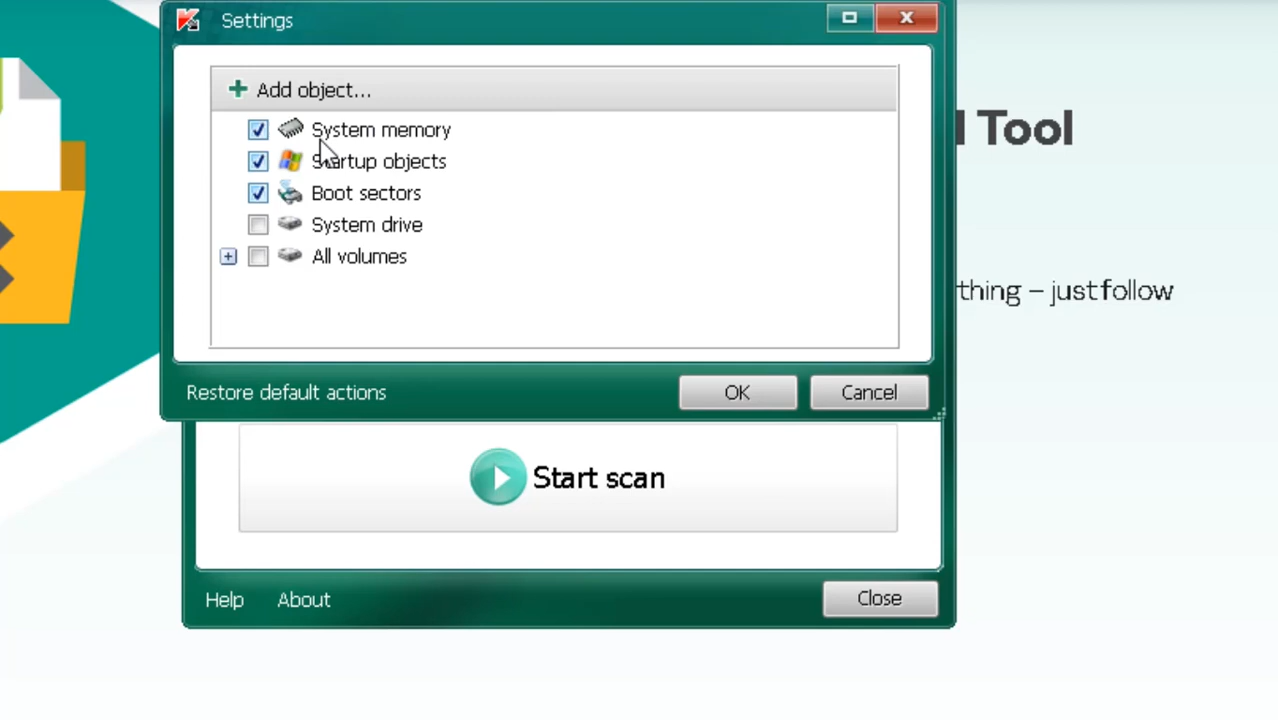 Settings
Add object...
System memory
Startup objects
Boot sectors
System drive
All volumes
Restore default actions
OK
Cancel
Tool
thing – just follow
Start scan
Help
About
Close